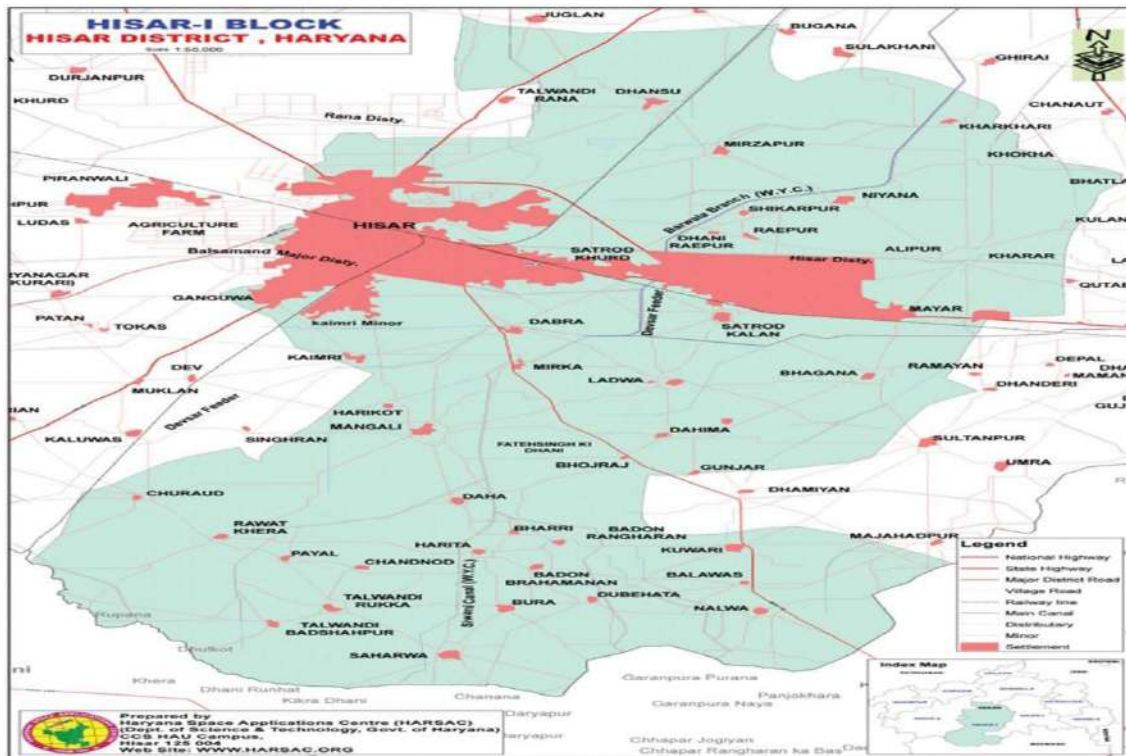 HISAR-I BLOCK
HISAR DISTRICT , HARYANA
Scale 1:50,000
N
JUGLAN
BUGANA
SULAKHANI
GHIRAI
DURJANPUR
KHURD
TALWANDI
RANA
DHANSU
CHANAUT
Rana Disty.
KHARKHARI
MIRZAPUR
KHOKHA
PIRANWALI
BHATLA
Barwala Branch (W.Y.C.)
NIYANA
SHIKARPUR
LUDAS
AGRICULTURE
FARM
HISAR
KULAN
DHANI
RAEPUR
RAEPUR
SATROD
KHURD
ALIPUR
KHARAR
Balsamand Major Disty.
Hisar Disty.
QUTAB
GANGUWA
Devsar Feeder
MAYAR
PATAN
TOKAS
kaimri Minor
DABRA
SATROD
KALAN
KAIMRI
MIRKA
DEV
LADWA
BHAGANA
RAMAYAN
DEPAL
DHANDERI
MUKLAN
Devsar Feeder
HARIKOT
MANGALI
KALUWAS
SINGHRAN
FATEHSINGH KI
DHANI
DAHIMA
SULTANPUR
BHOJRAJ
GUNJAR
UMRA
DHAMIYAN
CHURAUD
DAHA
RAWAT
KHERA
BHARRI
BADON
RANGHARAN
MAJAHADPUR
HARITA
KUWARI
PAYAL
CHANDNOD
BADON
BRAHAMANAN
BALAWAS
Siwani Canal (W.Y.C.)
DUBEHATA
TALWANDI
RUKKA
BURA
NALWA
Rupana
TALWANDI
BADSHAHPUR
Dhulkot
SAHARWA
Khera
Dhani Runhat
Kikra Dhani
Chanana
Garanpura Purana
Panjokhara
Daryapur
Garanpura Naya
Chhapar Jogiyan
Chhapar Rangharan ka Bas
Legend
National Highway
State Highway
Major District Road
Village Road
Railway line
Main Canal
Distributary
Minor
Settlement
Index Map
Prepared by
Haryana Space Applications Centre (HARSAC)
(Dept. of Science & Technology, Govt. of Haryana)
CCS HAU Campus,
Hisar 125 004
Web Site: WWW.HARSAC.ORG